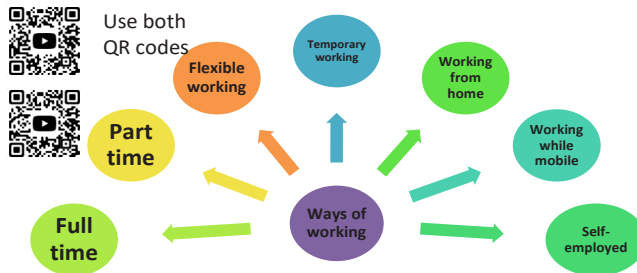 Use both
QR codes
Temporary
working
Flexible
working
Working
from
home
Part
time
Working
while
mobile
Full
time
Ways of
working
Self-
employed